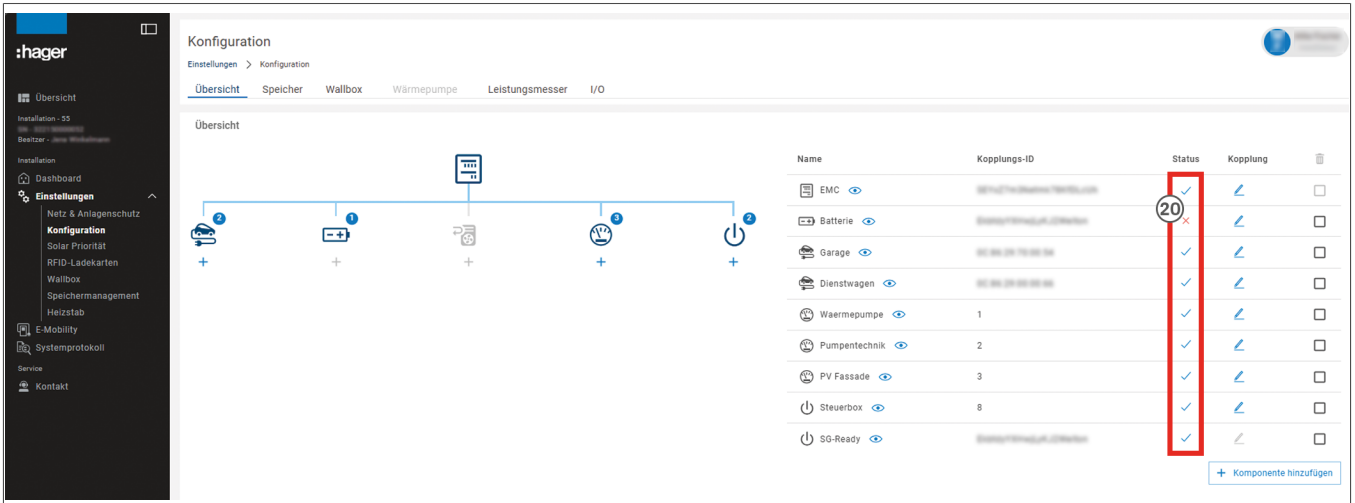 :hager
Übersicht
Installation - 55
Besitzer -
Installation
Dashboard
Einstellungen
Netz & Anlagenschutz
Konfiguration
Solar Priorität
RFID-Ladekarten
Wallbox
Speichermanagement
Heizstab
E-Mobility
Systemprotokoll
Service
Kontakt
Konfiguration
Einstellungen > Konfiguration
Übersicht Speicher Wallbox Wärmepumpe Leistungsmesser I/O
Übersicht
2 1 3 2
+ + + + +
Name Kopplungs-ID Status Kopplung
EMC
20
Batterie
Garage
Dienstwagen
Waermepumpe 1
Pumpentechnik 2
PV Fassade 3
Steuerbox 8
SG-Ready
+ Komponente hinzufügen